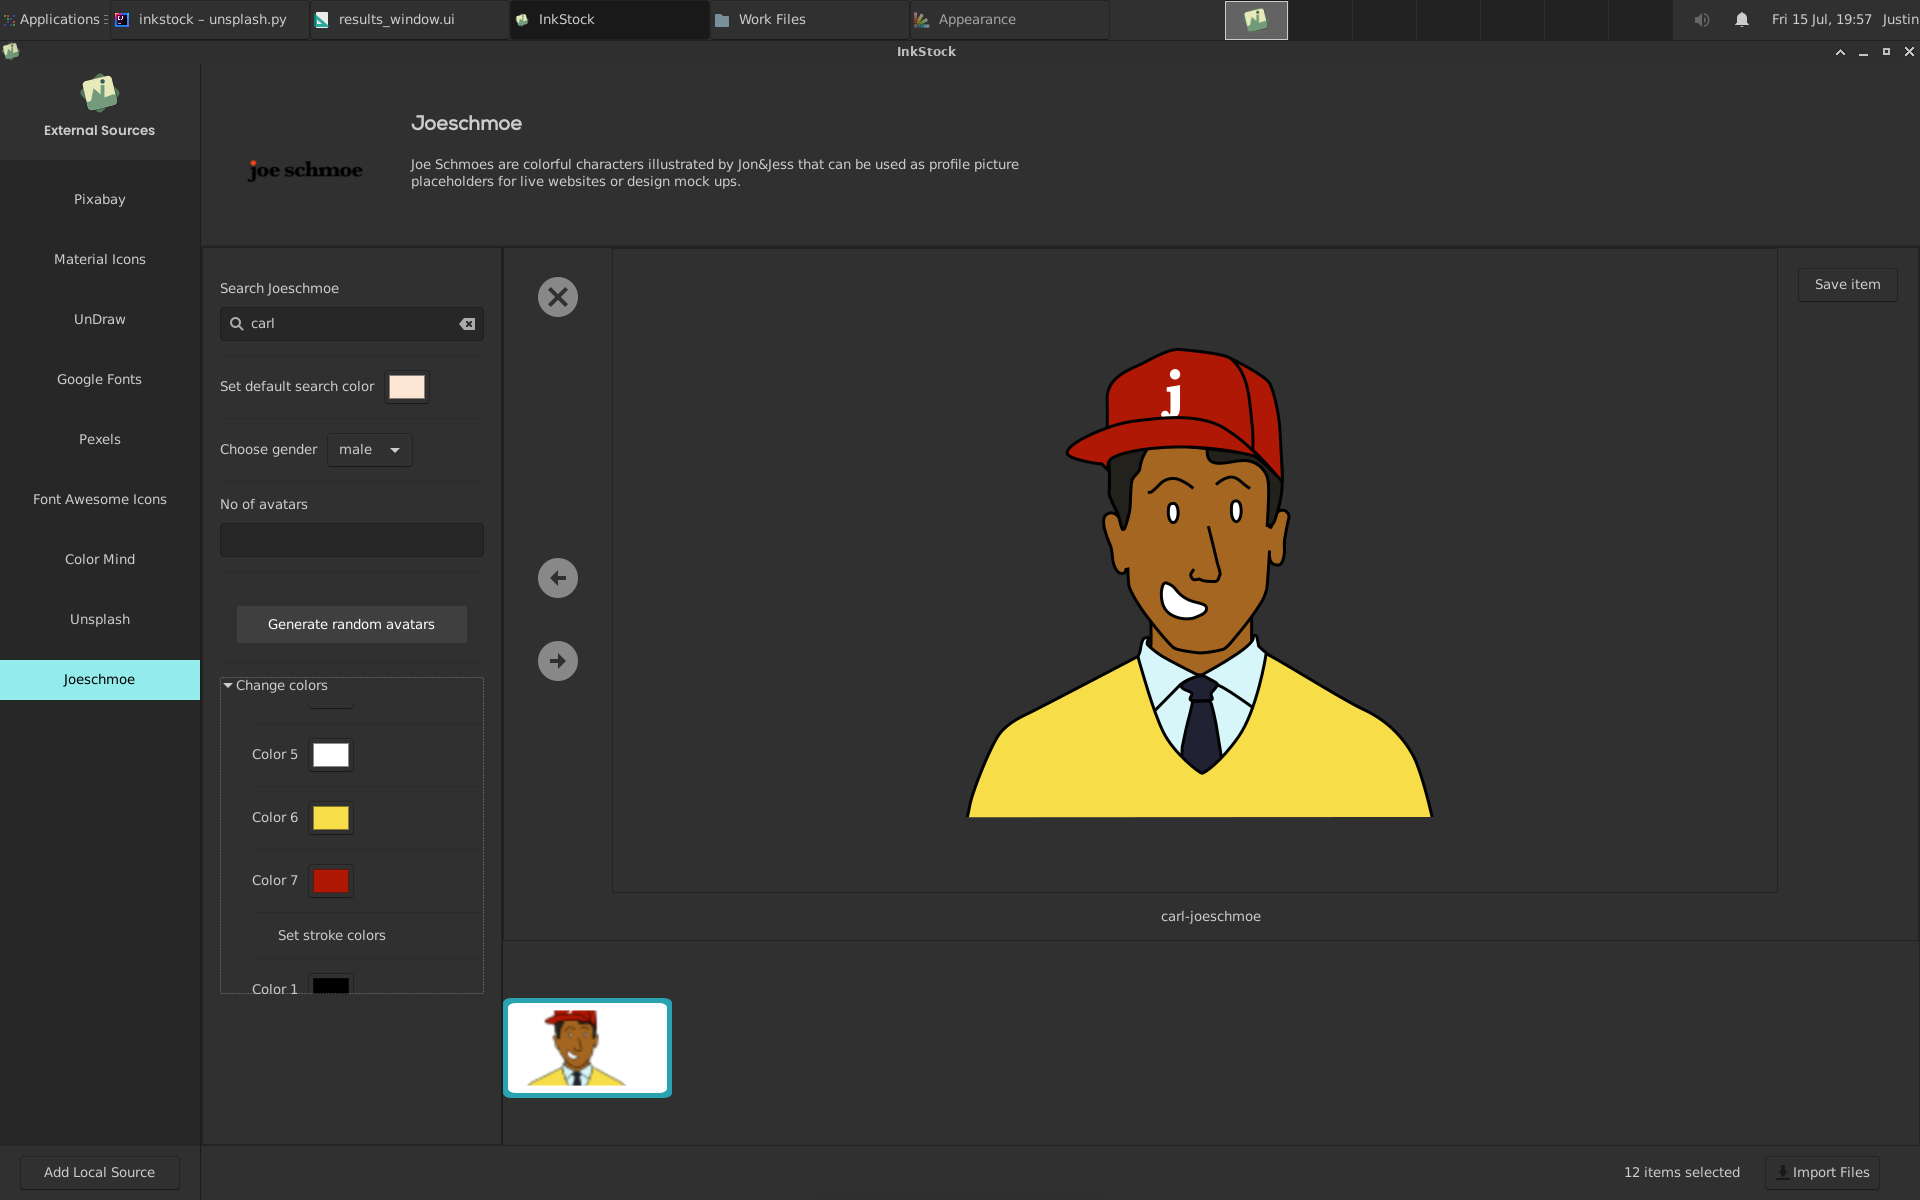 Applications
inkstock – unsplash.py
results_window.ui
InkStock
Work Files
Appearance
Fri 15 Jul, 19:57
Justin
InkStock
External Sources
Pixabay
Material Icons
UnDraw
Google Fonts
Pexels
Font Awesome Icons
Color Mind
Unsplash
Joeschmoe
Add Local Source
joe schmoe
Joeschmoe
Joe Schmoes are colorful characters illustrated by Jon&Jess that can be used as profile picture
placeholders for live websites or design mock ups.
Search Joeschmoe
carl
Set default search color
Choose gender
male
No of avatars
Generate random avatars
Change colors
Color 5
Color 6
Color 7
Set stroke colors
Color 1
Save item
j
carl-joeschmoe
12 items selected
Import Files